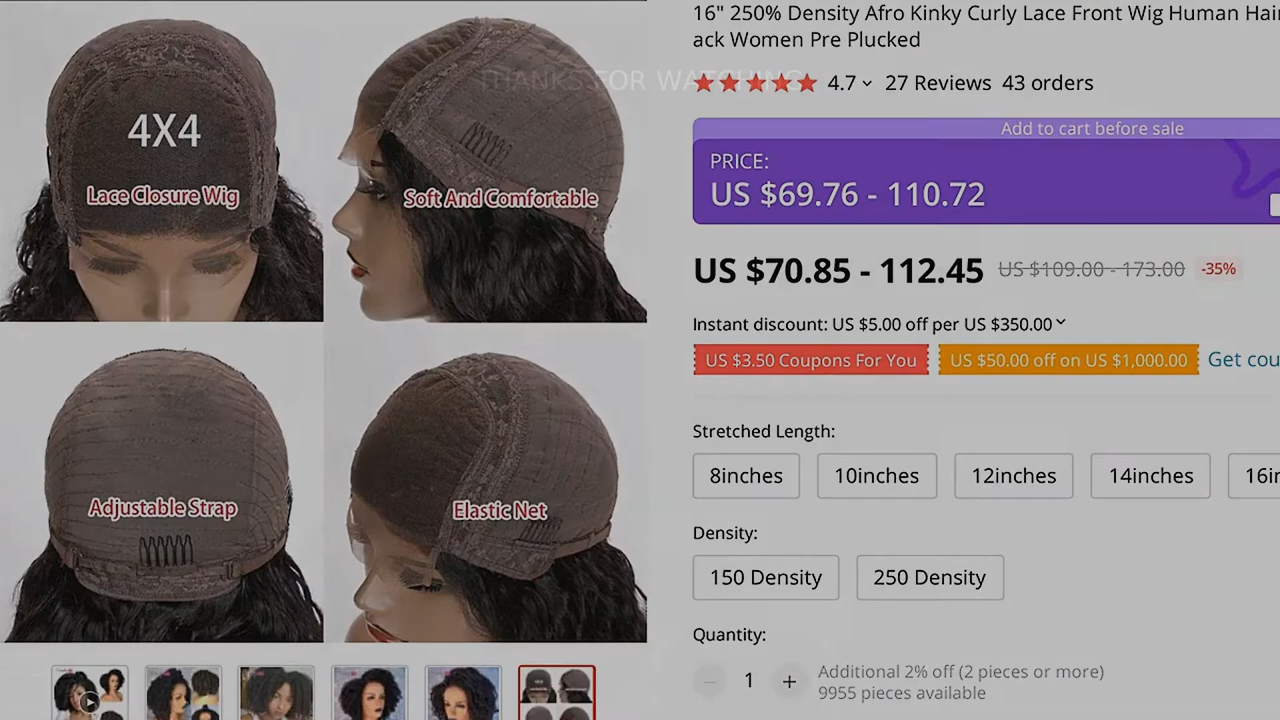 4X4
Lace Closure Wig
Soft And Comfortable
Adjustable Strap
Elastic Net
16" 250% Density Afro Kinky Curly Lace Front Wig Human Hair
ack Women Pre Plucked
THANKS FOR WATCHING
4.7 27 Reviews 43 orders
Add to cart before sale
PRICE:
US $69.76 - 110.72
US $70.85 - 112.45 US $109.00 - 173.00 -35%
Instant discount: US $5.00 off per US $350.00
US $3.50 Coupons For You US $50.00 off on US $1,000.00 Get cou
Stretched Length:
8inches 10inches 12inches 14inches 16in
Density:
150 Density 250 Density
Quantity:
1 + Additional 2% off (2 pieces or more)
9955 pieces available